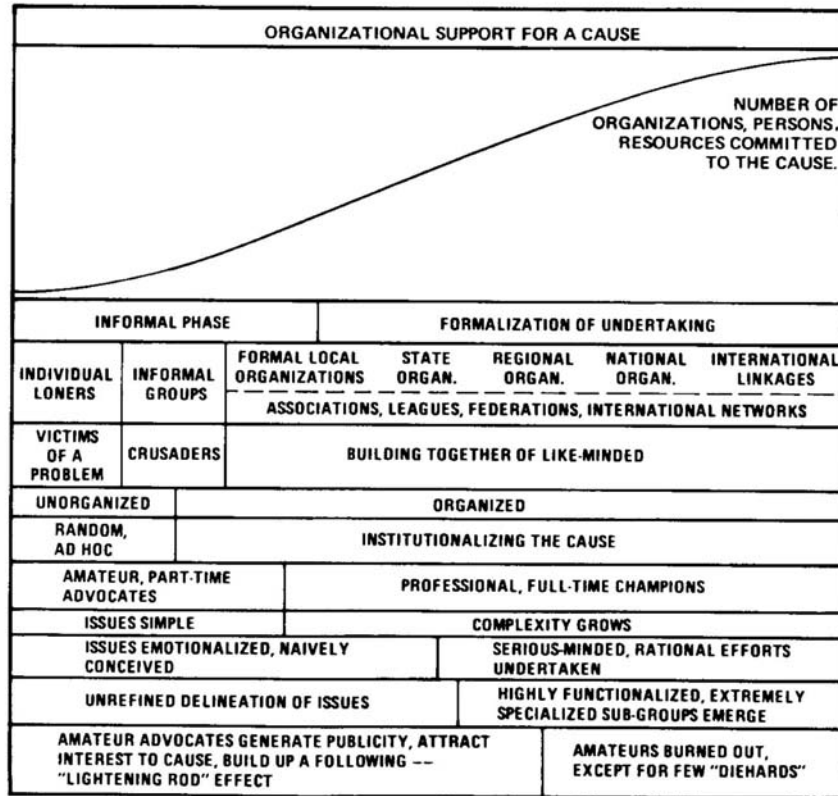 ORGANIZATIONAL SUPPORT FOR A CAUSE
NUMBER OF
ORGANIZATIONS, PERSONS,
RESOURCES COMMITTED
TO THE CAUSE.
INFORMAL PHASE
FORMALIZATION OF UNDERTAKING
INDIVIDUAL
LONERS
INFORMAL
GROUPS
FORMAL LOCAL
ORGANIZATIONS
STATE
ORGAN.
REGIONAL
ORGAN.
NATIONAL
ORGAN.
INTERNATIONAL
LINKAGES
ASSOCIATIONS, LEAGUES, FEDERATIONS, INTERNATIONAL NETWORKS
VICTIMS
OF A
PROBLEM
CRUSADERS
BUILDING TOGETHER OF LIKE-MINDED
UNORGANIZED
ORGANIZED
RANDOM,
AD HOC
INSTITUTIONALIZING THE CAUSE
AMATEUR, PART-TIME
ADVOCATES
PROFESSIONAL, FULL-TIME CHAMPIONS
ISSUES SIMPLE
COMPLEXITY GROWS
ISSUES EMOTIONALIZED, NAIVELY
CONCEIVED
SERIOUS-MINDED, RATIONAL EFFORTS
UNDERTAKEN
UNREFINED DELINEATION OF ISSUES
HIGHLY FUNCTIONALIZED, EXTREMELY
SPECIALIZED SUB-GROUPS EMERGE
AMATEUR ADVOCATES GENERATE PUBLICITY, ATTRACT
INTEREST TO CAUSE, BUILD UP A FOLLOWING --
"LIGHTENING ROD" EFFECT
AMATEURS BURNED OUT,
EXCEPT FOR FEW "DIEHARDS"